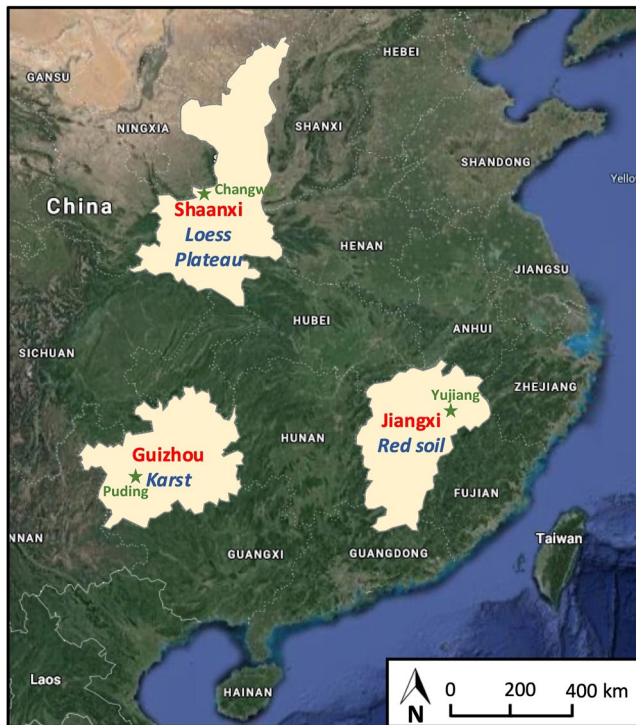 HEBEI
GANSU
NINGXIA
SHANXI
SHANDONG
Yellow
China
Changwu
Shaanxi
Loess
Plateau
HENAN
JIANGSU
HUBEI
ANHUI
SICHUAN
ZHEJIANG
Yujiang
Jiangxi
Red soil
HUNAN
Guizhou
Karst
Puding
FUJIAN
NNAN
Taiwan
GUANGXI
GUANGDONG
Laos
HAINAN
N
0 200 400 km